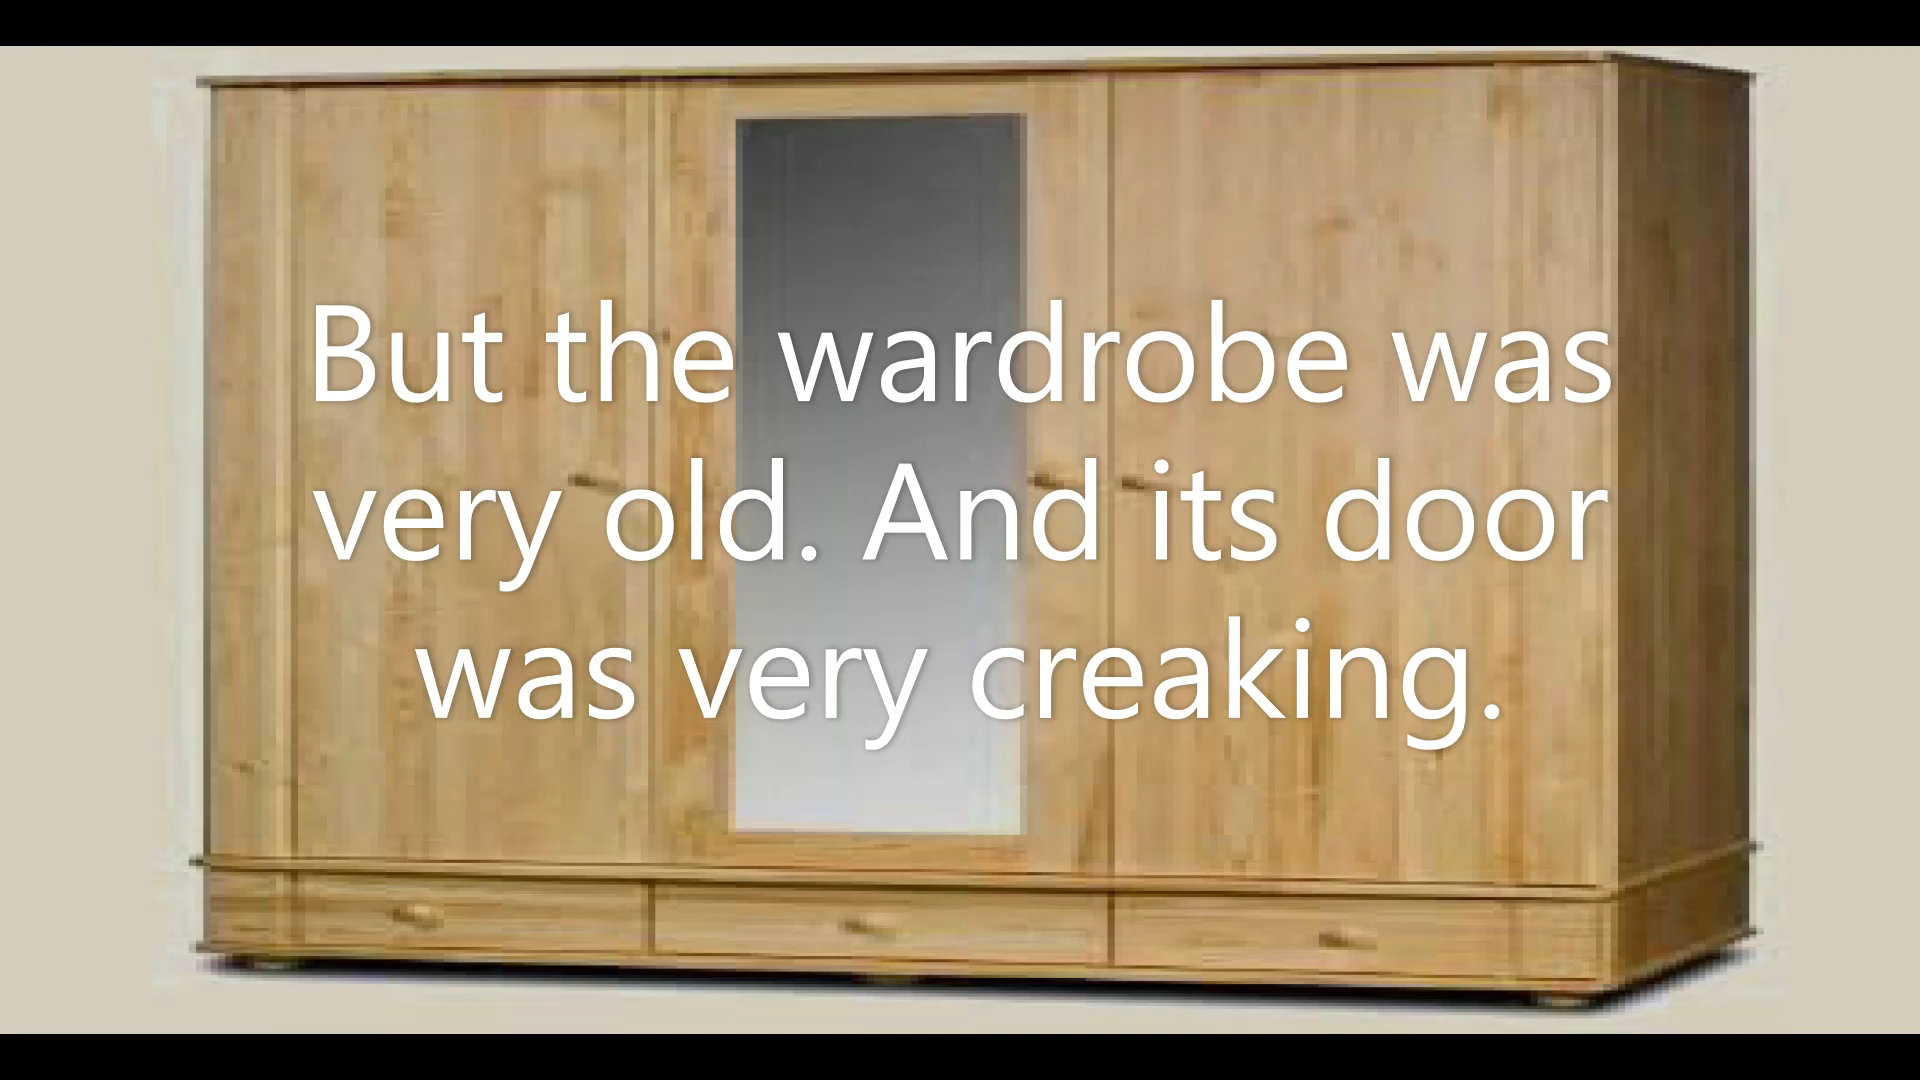 But the wardrobe was
very old. And its door
was very creaking.